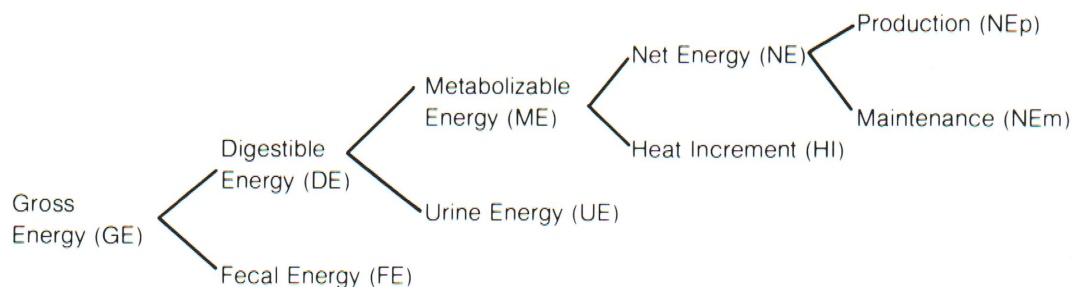 Production (NEp)
Net Energy (NE)
Metabolizable
Energy (ME)
Maintenance (NEm)
Digestible
Energy (DE)
Heat Increment (HI)
Gross
Energy (GE)
Urine Energy (UE)
Fecal Energy (FE)